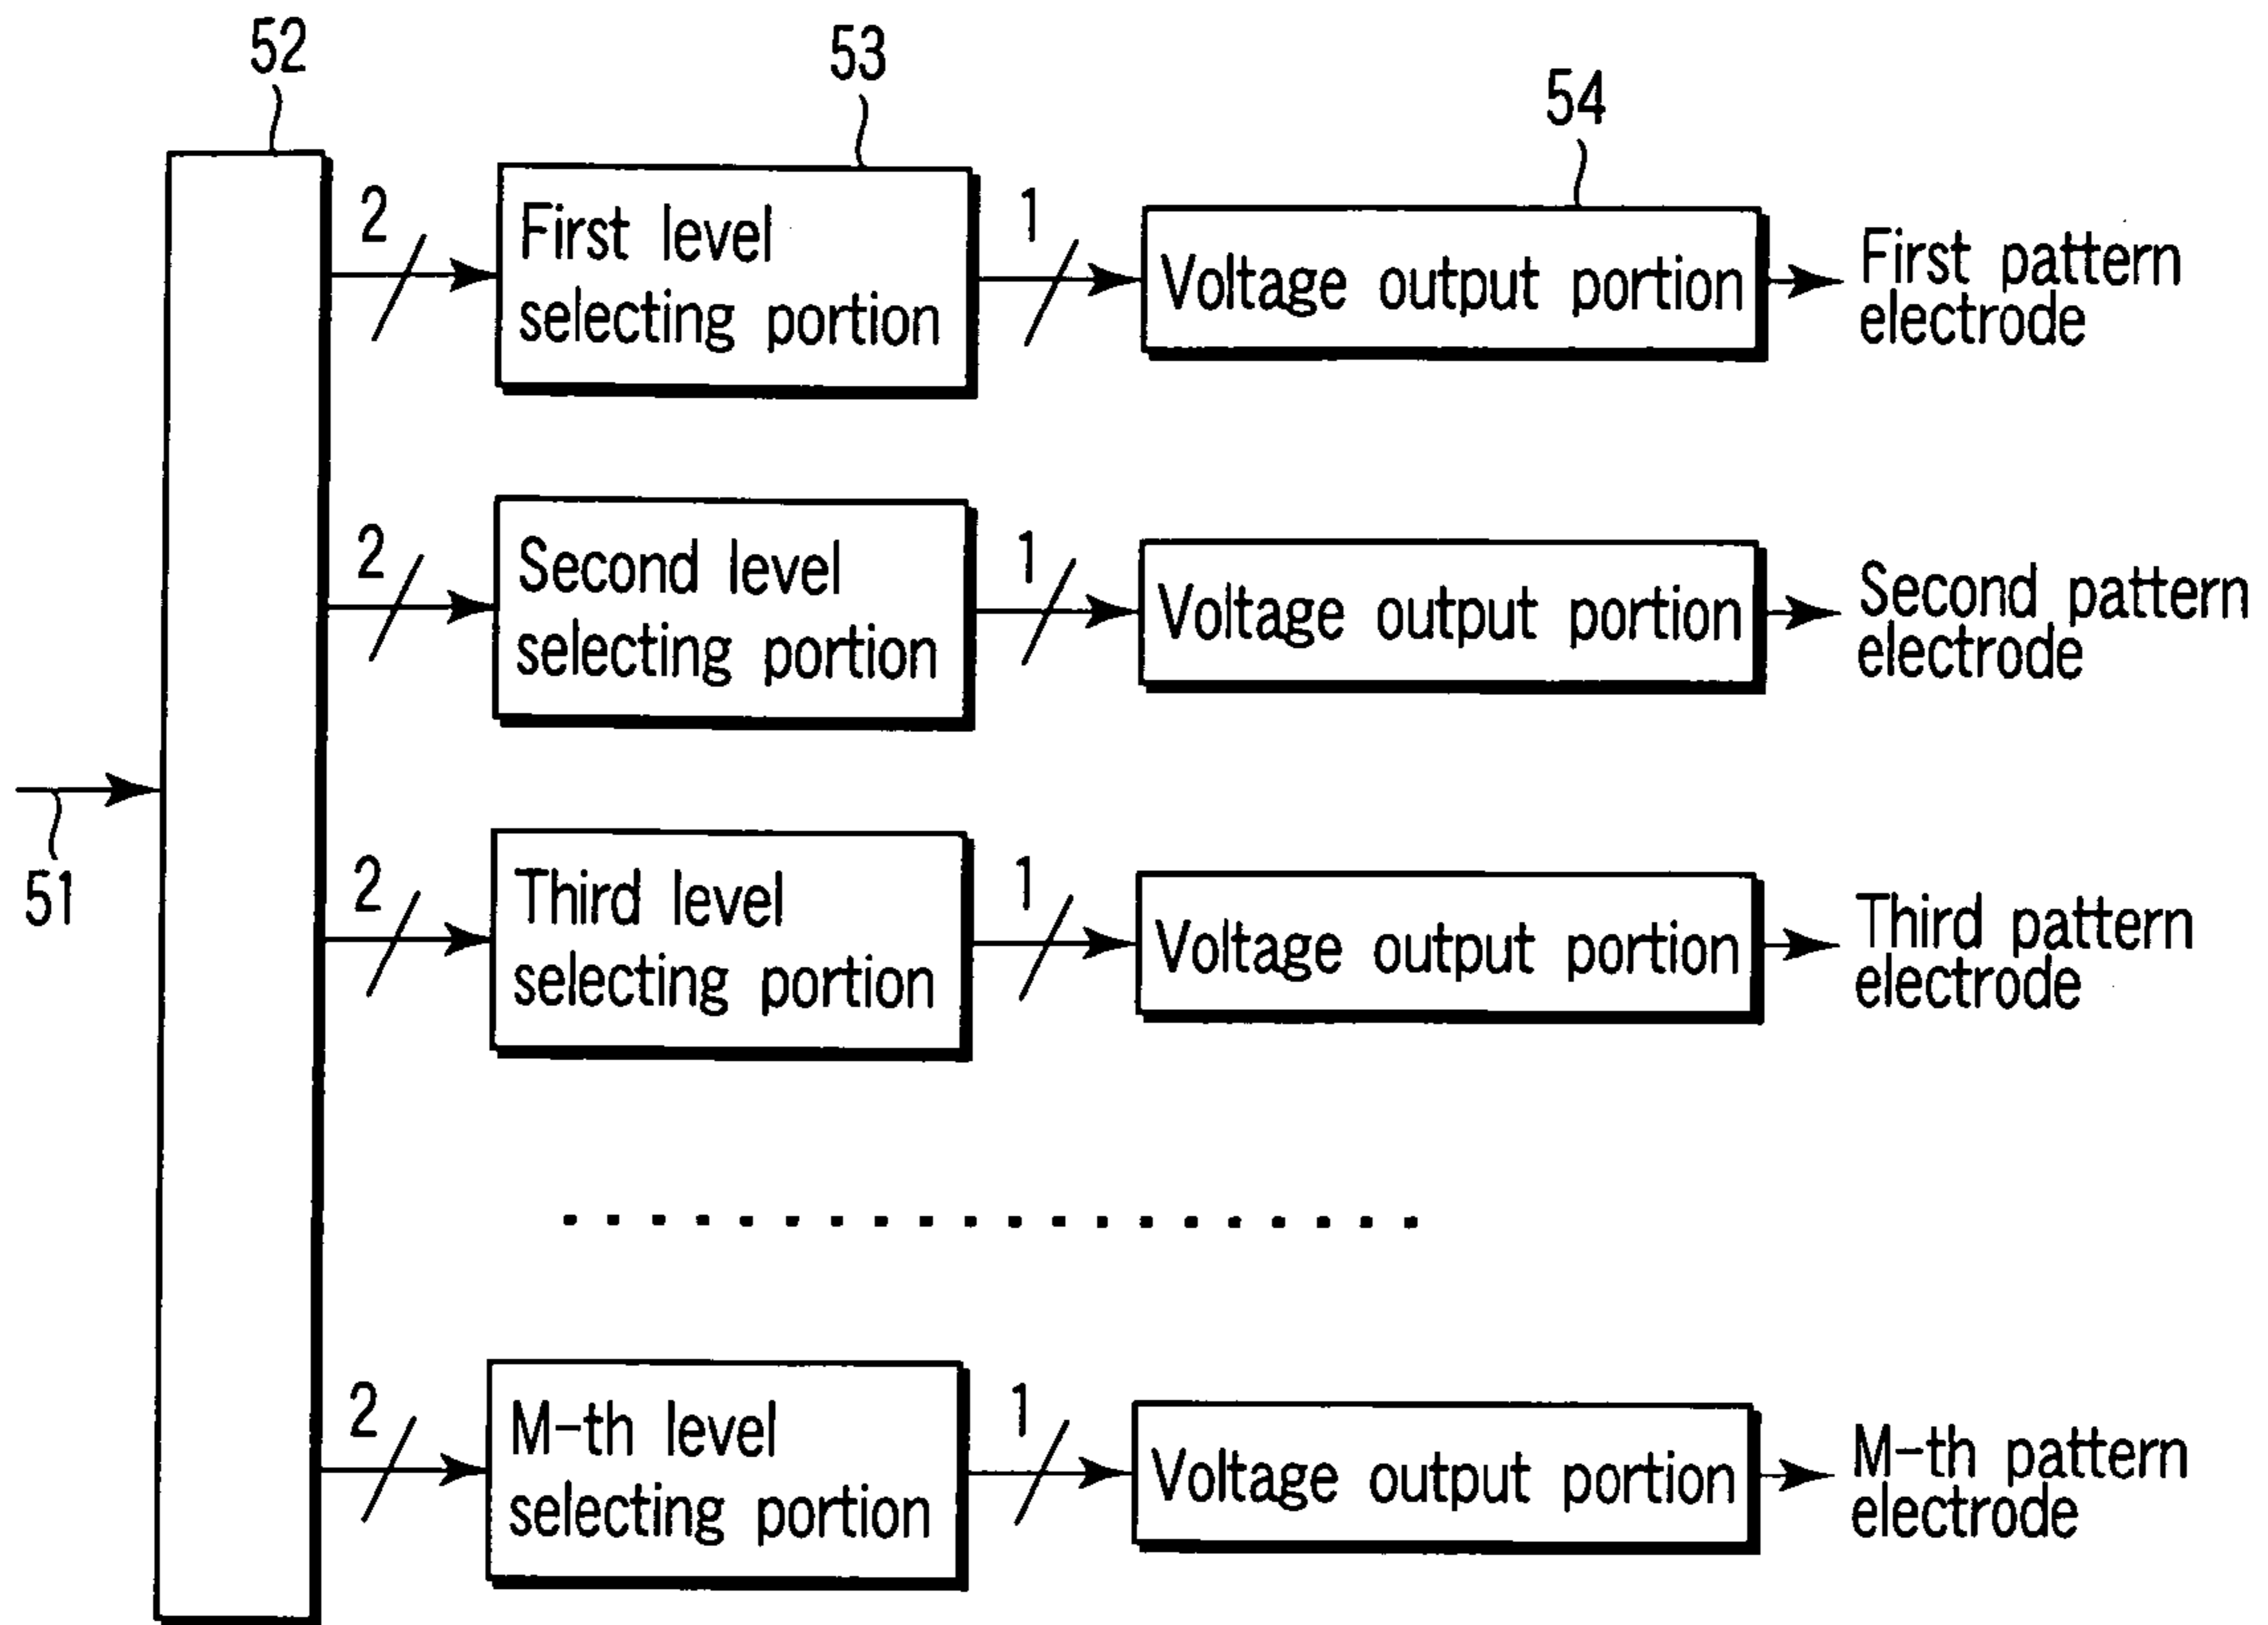 52
53
54
2
First level
selecting portion
1
Voltage output portion
First pattern
electrode
2
Second level
selecting portion
1
Voltage output portion
Second pattern
electrode
51
2
Third level
selecting portion
1
Voltage output portion
Third pattern
electrode
2
M-th level
selecting portion
1
Voltage output portion
M-th pattern
electrode